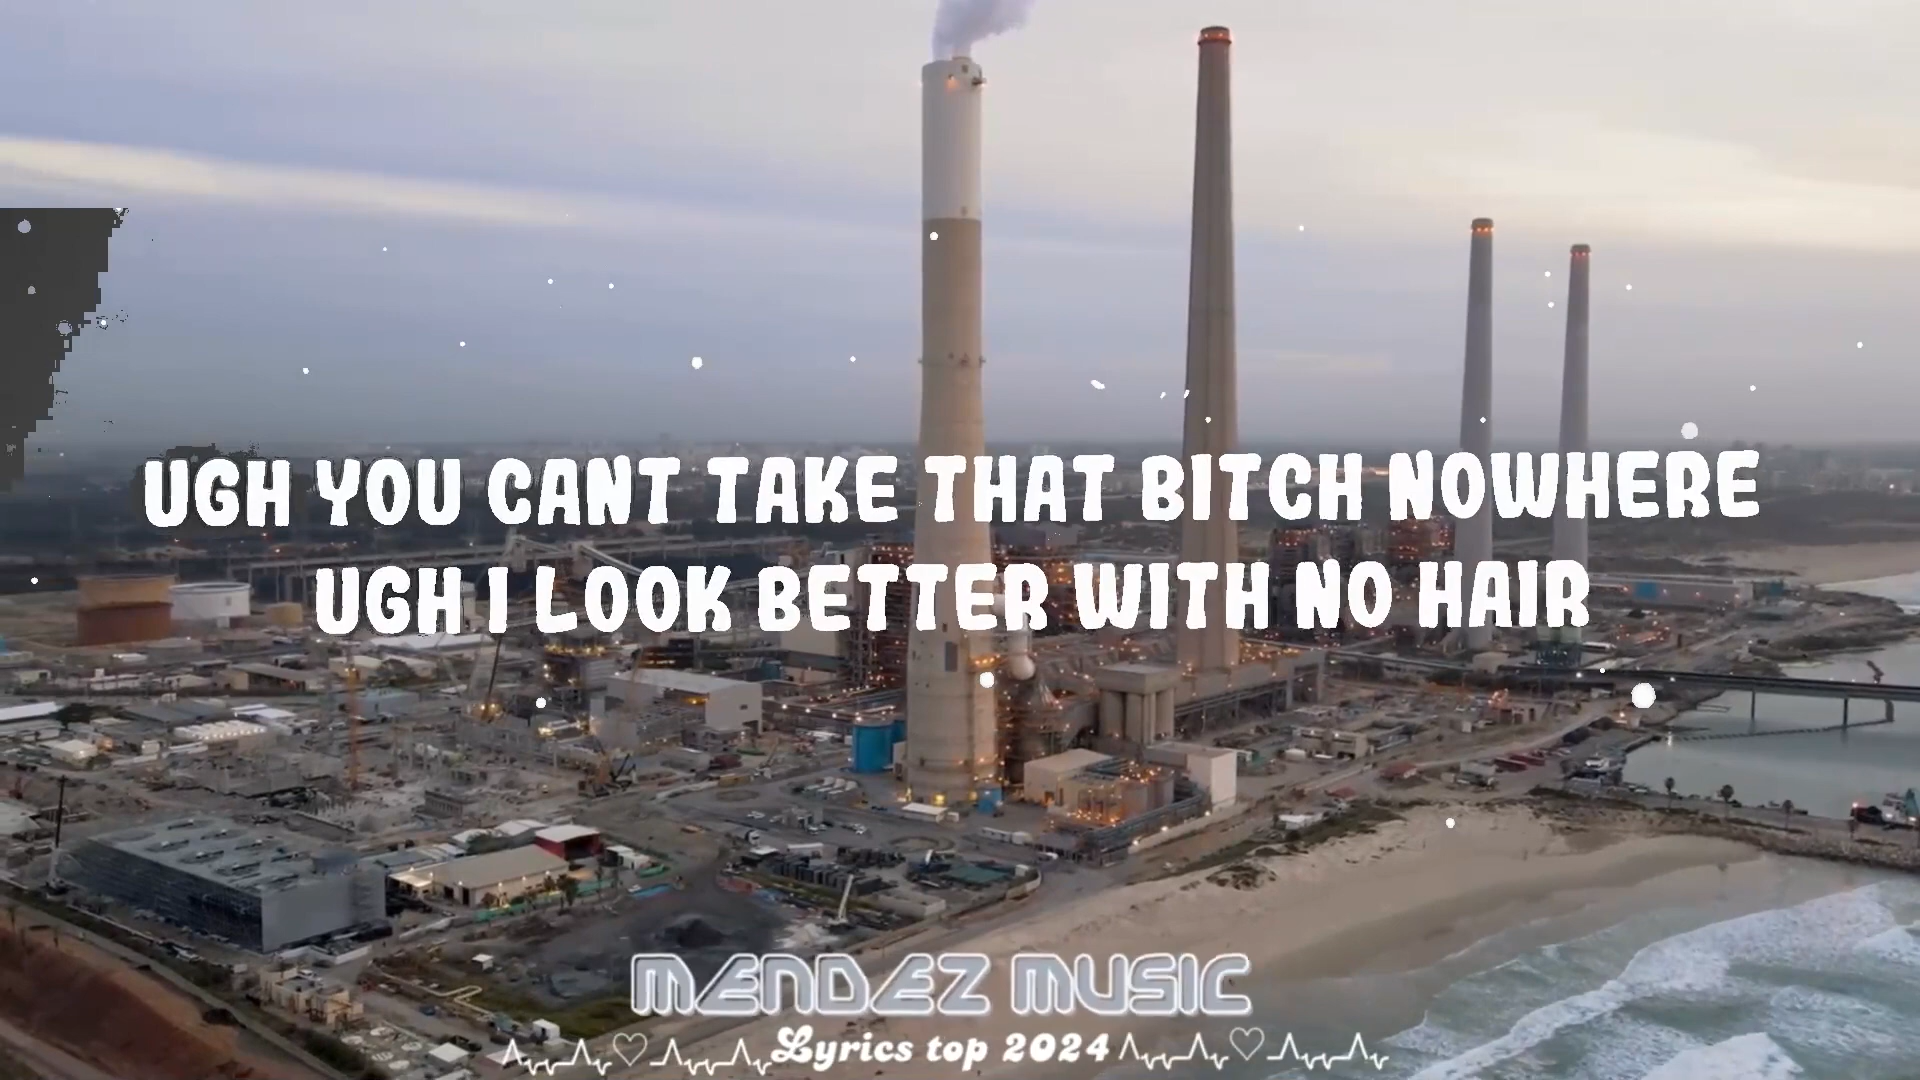 UGH YOU CANT TAKE THAT BITCH NOWHERE
UGH I LOOK BETTER WITH NO HAIR
MENDEZ MUSIC
Lyrics top 2024